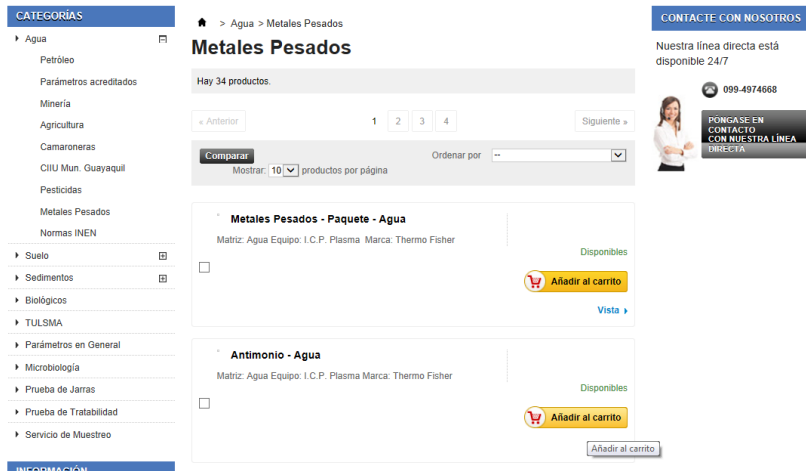 CATEGORÍAS
Agua
Petróleo
Parámetros acreditados
Minería
Agricultura
Camaroneras
CIIU Mun. Guayaquil
Pesticidas
Metales Pesados
Normas INEN
Suelo
Sedimentos
Biológicos
TULSMA
Parámetros en General
Microbiología
Prueba de Jarras
Prueba de Tratabilidad
Servicio de Muestreo
INFORMACIÓN
> Agua > Metales Pesados
Metales Pesados
Hay 34 productos.
« Anterior 1 2 3 4 Siguiente »
Comparar Ordenar por --
Mostrar: 10 productos por página
Metales Pesados - Paquete - Agua
Matriz: Agua Equipo: I.C.P. Plasma Marca: Thermo Fisher
Disponibles
Añadir al carrito
Vista
Antimonio - Agua
Matriz: Agua Equipo: I.C.P. Plasma Marca: Thermo Fisher
Disponibles
Añadir al carrito
Añadir al carrito
CONTACTE CON NOSOTROS
Nuestra línea directa está
disponible 24/7
099-4974668
PÓNGASE EN
CONTACTO
CON NUESTRA LÍNEA
DIRECTA